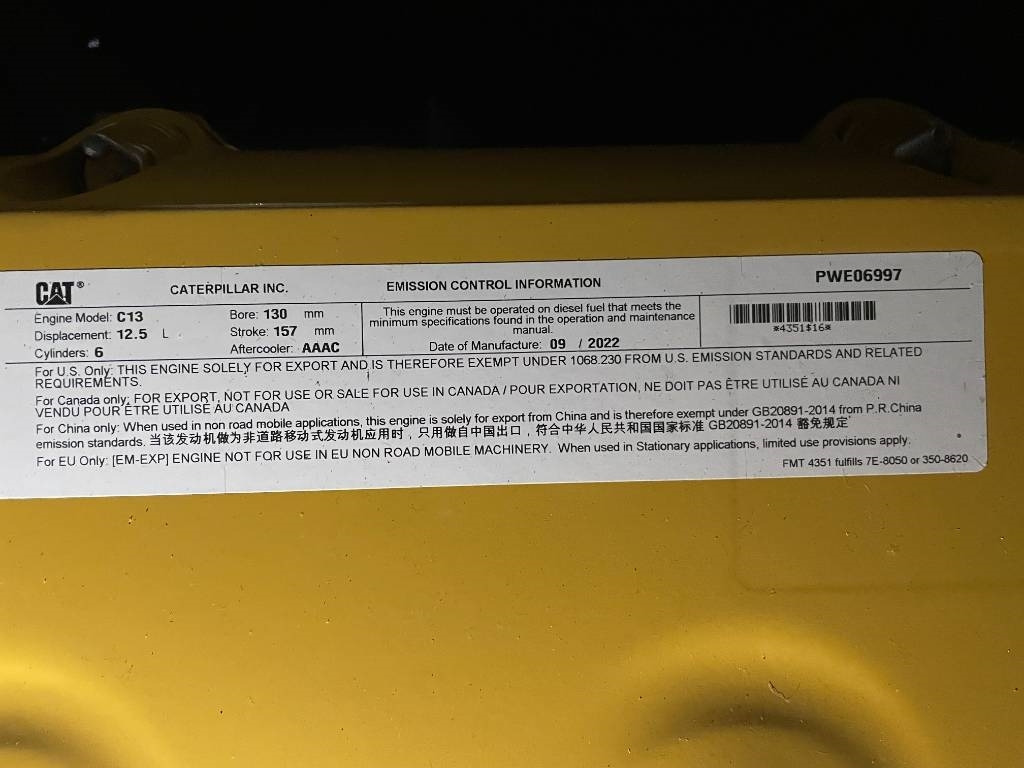 CAT® CATERPILLAR INC. EMISSION CONTROL INFORMATION PWE06997
Engine Model: C13
Displacement: 12.5 L
Cylinders: 6
Bore: 130 mm
Stroke: 157 mm
Aftercooler: AAAC
This engine must be operated on diesel fuel that meets the
minimum specifications found in the operation and maintenance
manual.
Date of Manufacture: 09 / 2022
*4351$16*
For U.S. Only: THIS ENGINE SOLELY FOR EXPORT AND IS THEREFORE EXEMPT UNDER 1068.230 FROM U.S. EMISSION STANDARDS AND RELATED
REQUIREMENTS.
For Canada only: FOR EXPORT, NOT FOR USE OR SALE FOR USE IN CANADA / POUR EXPORTATION, NE DOIT PAS ÊTRE UTILISÉ AU CANADA NI
VENDU POUR ÊTRE UTILISÉ AU CANADA
For China only: When used in non road mobile applications, this engine is solely for export from China and is therefore exempt under GB20891-2014 from P.R.China
emission standards. 当该发动机做为非道路移动式发动机应用时，只用做自中国出口，符合中华人民共和国国家标准 GB20891-2014 豁免规定
For EU Only: [EM-EXP] ENGINE NOT FOR USE IN EU NON ROAD MOBILE MACHINERY. When used in Stationary applications, limited use provisions apply.
FMT 4351 fulfills 7E-8050 or 350-8620